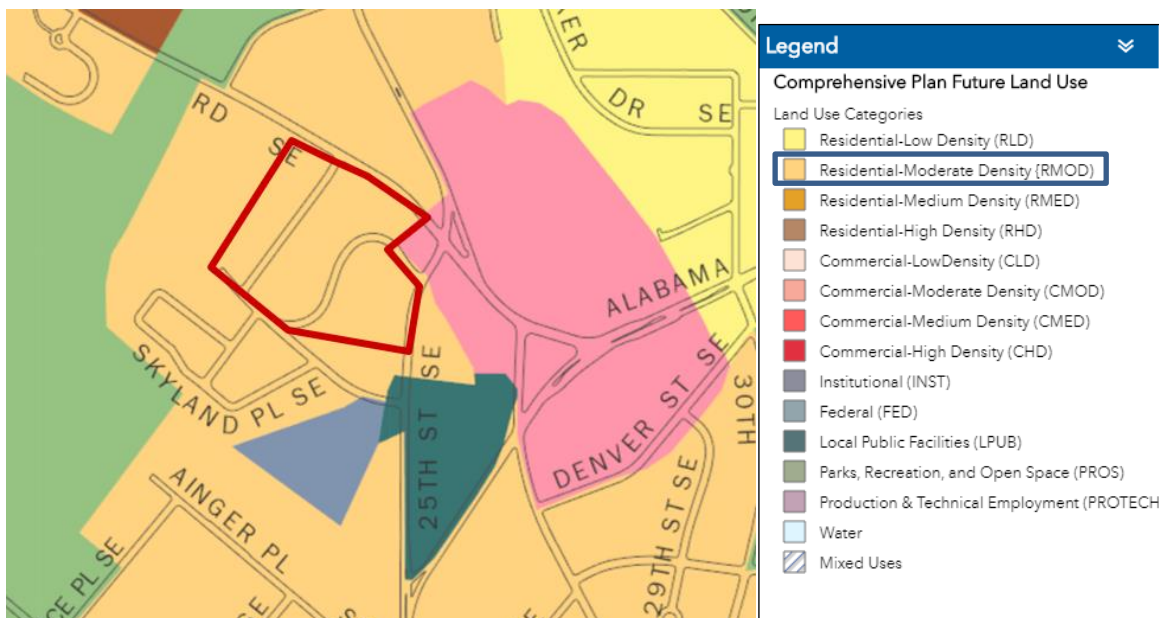 RD
SE
ER
DR SE
ALABAMA
SKYLAND PL SE
25TH ST SE
DENVER ST SE
30TH
29TH ST SE
AINGER PL
CE PL SE
SE
S
Legend
Comprehensive Plan Future Land Use
Land Use Categories
Residential-Low Density (RLD)
Residential-Moderate Density {RMOD)
Residential-Medium Density (RMED)
Residential-High Density (RHD)
Commercial-LowDensity (CLD)
Commercial-Moderate Density (CMOD)
Commercial-Medium Density (CMED)
Commercial-High Density (CHD)
Institutional (INST)
Federal (FED)
Local Public Facilities (LPUB)
Parks, Recreation, and Open Space (PROS)
Production & Technical Employment (PROTECH
Water
Mixed Uses